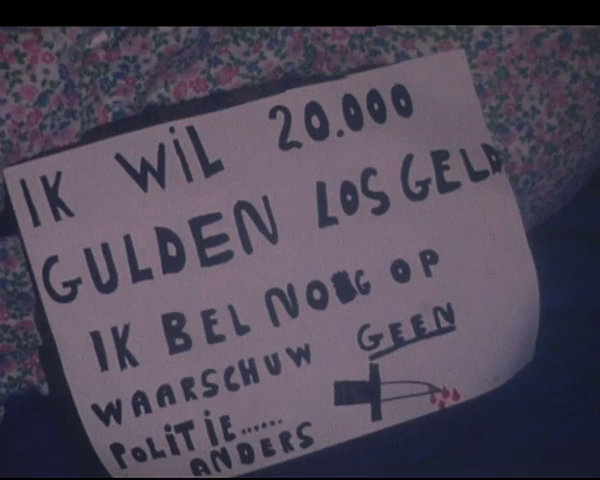 IK WiL 20.000
GULDEN LOSGELD
IK BEL NOG OP
WAARSCHUW GEEN
POLiTiE......
ANDERS